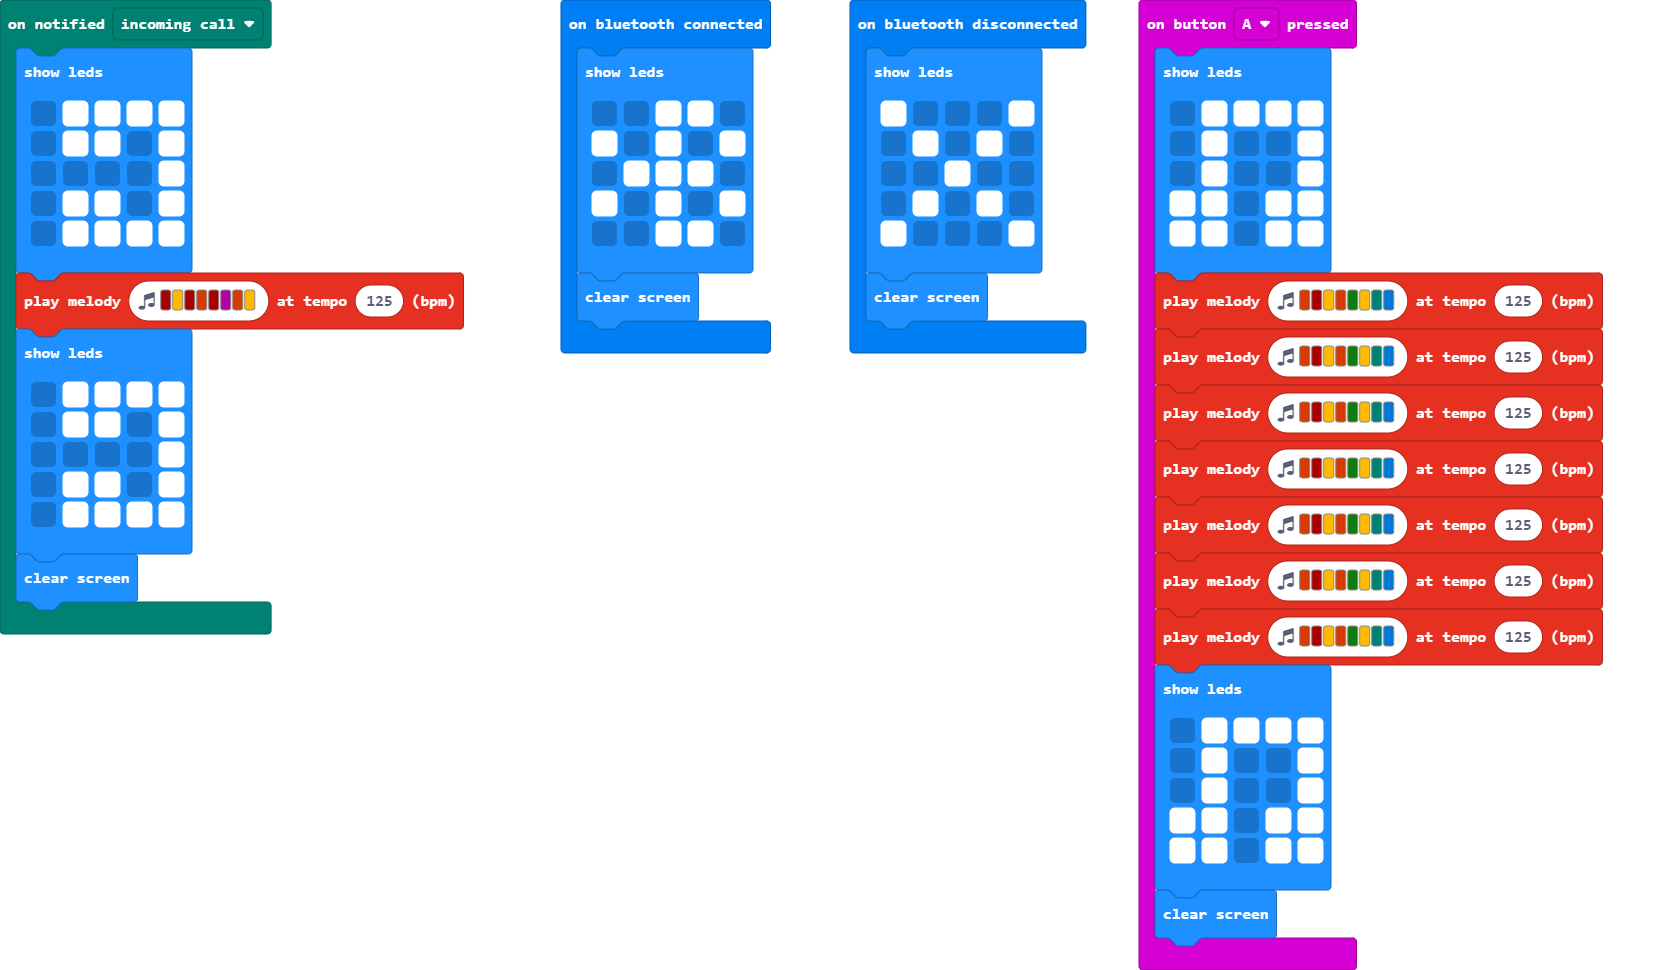 on notified incoming call
show leds
play melody at tempo 125 (bpm)
show leds
clear screen
on bluetooth connected
show leds
clear screen
on bluetooth disconnected
show leds
clear screen
on button A pressed
show leds
play melody at tempo 125 (bpm)
play melody at tempo 125 (bpm)
play melody at tempo 125 (bpm)
play melody at tempo 125 (bpm)
play melody at tempo 125 (bpm)
play melody at tempo 125 (bpm)
play melody at tempo 125 (bpm)
show leds
clear screen